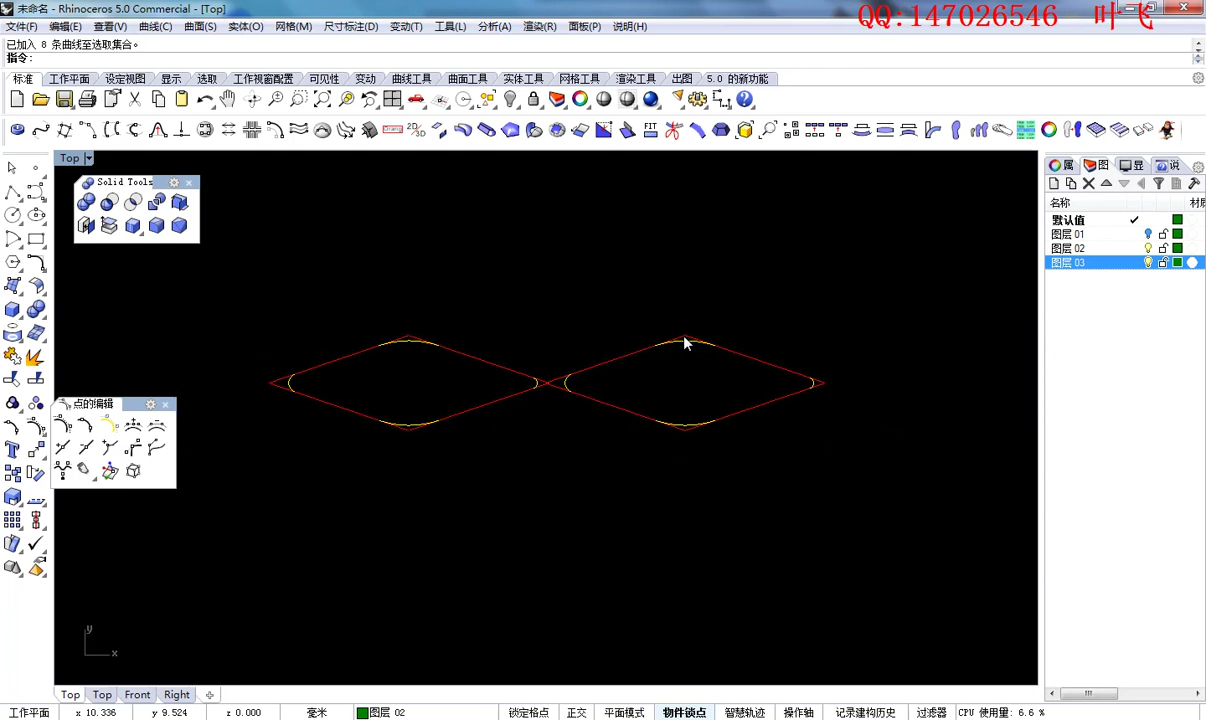 未命名 - Rhinoceros 5.0 Commercial - [Top]
QQ:147026546 叶飞
文件(F) 编辑(E) 查看(V) 曲线(C) 曲面(S) 实体(O) 网格(M) 尺寸标注(D) 变动(T) 工具(L) 分析(A) 渲染(R) 面板(P) 说明(H)
已加入 8 条曲线至选取集合。
指令:
标准 工作平面 设定视图 显示 选取 工作视窗配置 可见性 变动 曲线工具 曲面工具 实体工具 网格工具 渲染工具 出图 5.0 的新功能
2D/3D
FIT
Top
属 图 显 说
Solid Tools
名称 材
默认值
图层 01
图层 02
图层 03
点的编辑
y
x
Top Top Front Right
工作平面 x 10.336 y 9.524 z 0.000 毫米 图层 02 锁定格点 正交 平面模式 物件锁点 智慧轨迹 操作轴 记录建构历史 过滤器 CPU 使用量: 6.6 %